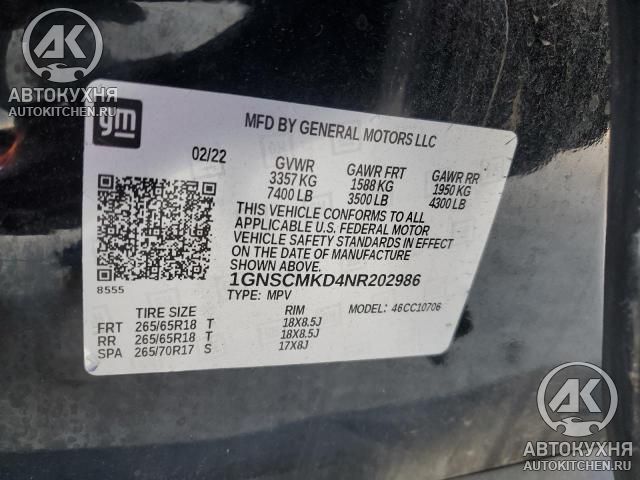 AK
АВТОКУХНЯ
AUTOKITCHEN.RU
gm
MFD BY GENERAL MOTORS LLC
02/22
GVWR GAWR FRT GAWR RR
3357 KG 1588 KG 1950 KG
7400 LB 3500 LB 4300 LB
THIS VEHICLE CONFORMS TO ALL
APPLICABLE U.S. FEDERAL MOTOR
VEHICLE SAFETY STANDARDS IN EFFECT
ON THE DATE OF MANUFACTURE
SHOWN ABOVE.
8555
1GNSCMKD4NR202986
TYPE: MPV MODEL: 46CC10706
TIRE SIZE RIM
FRT 265/65R18 T 18X8.5J
RR 265/65R18 T 18X8.5J
SPA 265/70R17 S 17X8J
AK
АВТОКУХНЯ
AUTOKITCHEN.RU